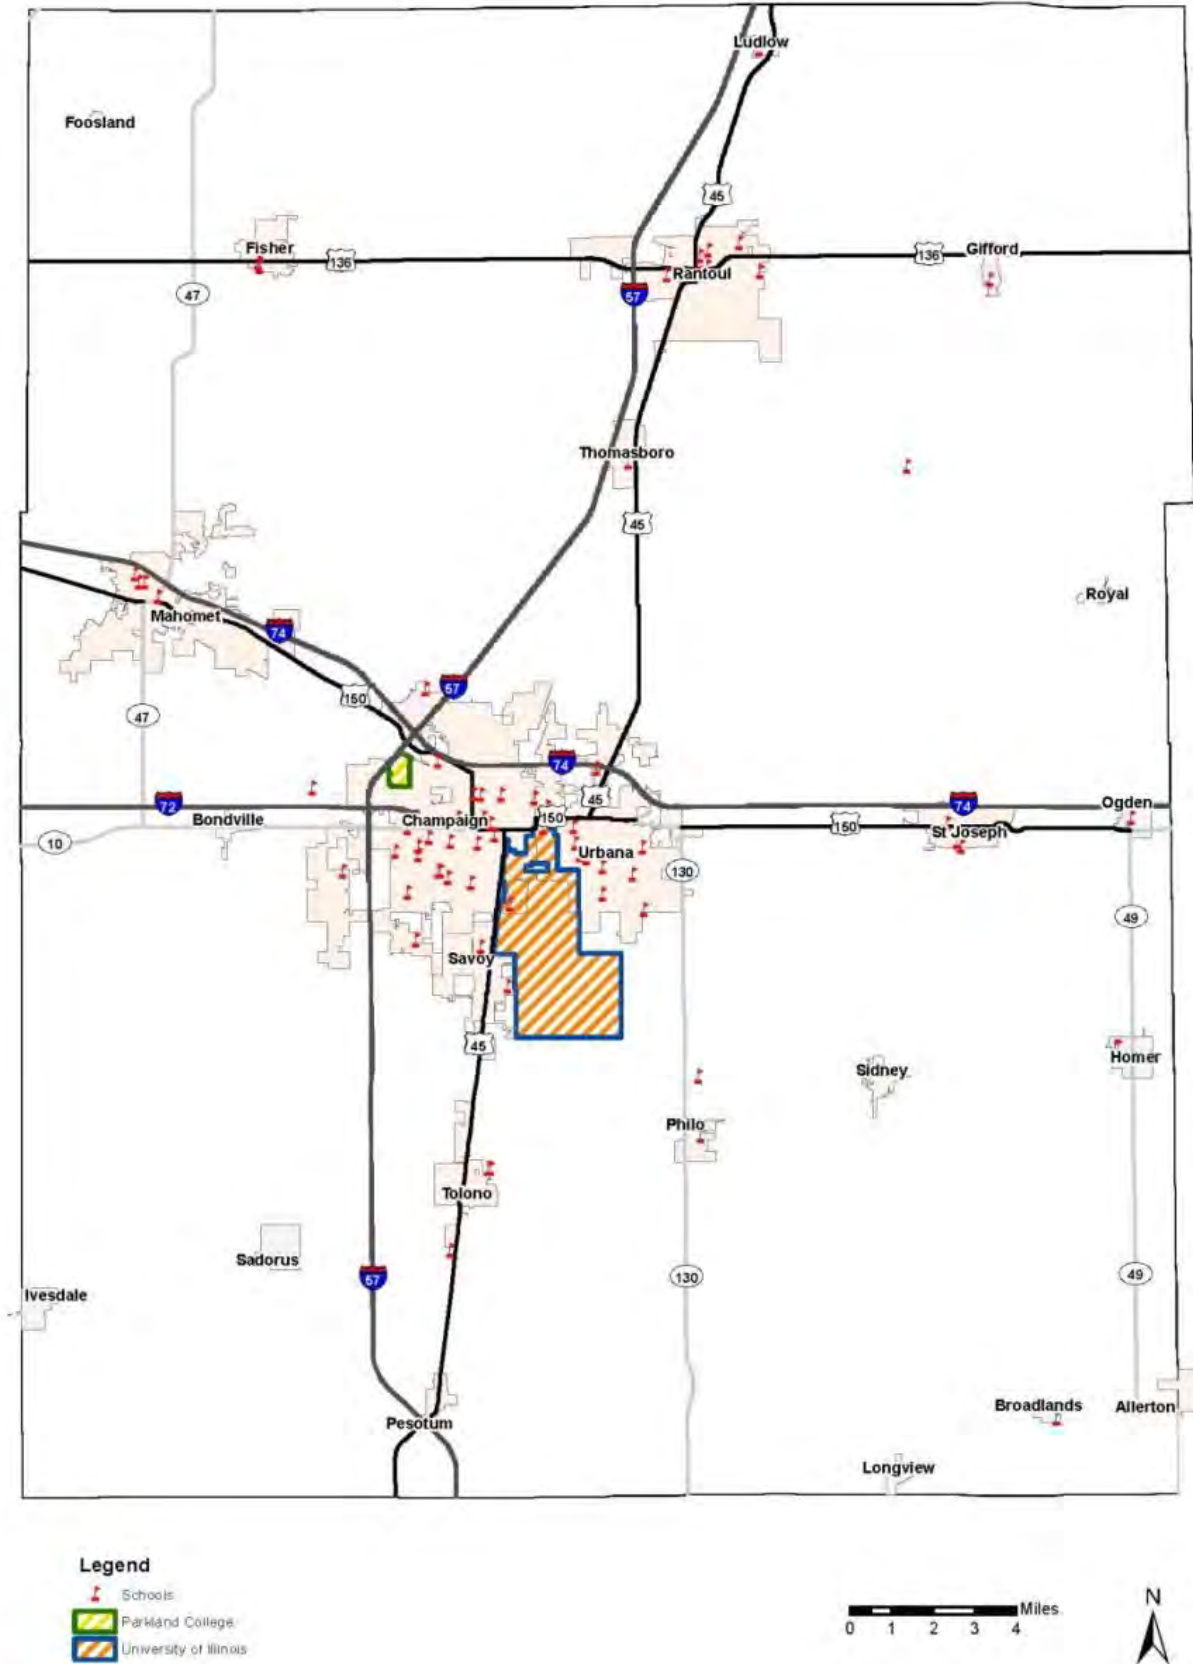 Ludlow
Foosland
45
Fisher
136
136
Gifford
Rantoul
47
57
Thomasboro
45
Royal
Mahomet
74
57
150
47
74
45
72
Bondville
Champaign
150
74
Ogden
150
St Joseph
10
Urbana
130
49
Savoy
45
Homer
Sidney
Philo
Tolono
Sadorus
57
130
49
Ivesdale
Pesotum
Broadlands
Allerton
Longview
Legend
Schools
Parkland College
University of Illinois
Miles
0 1 2 3 4
N